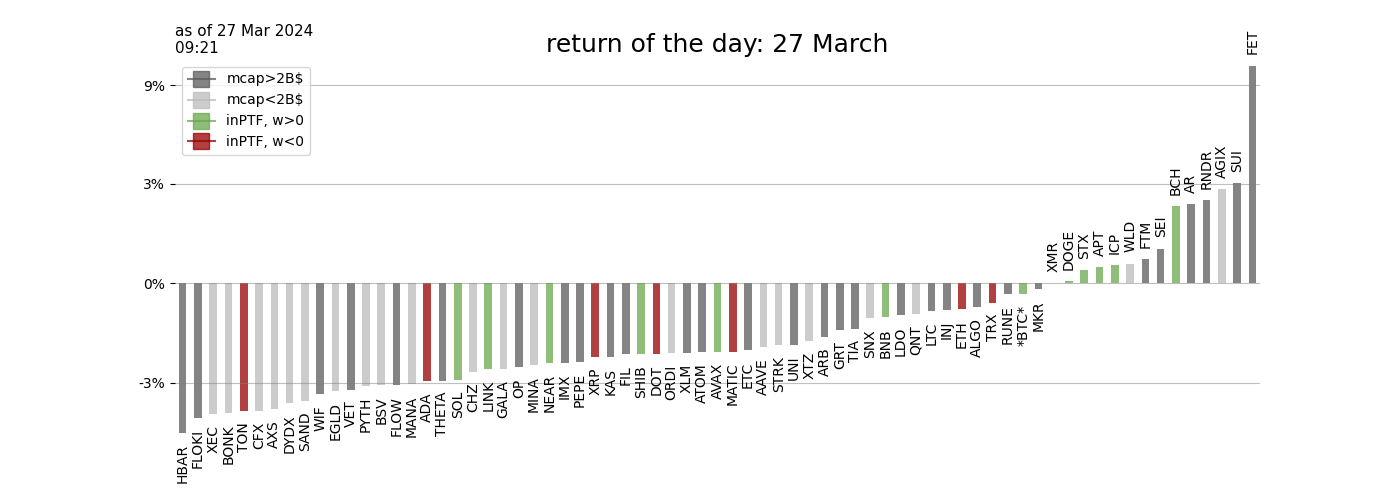 as of 27 Mar 2024
09:21
return of the day: 27 March
mcap>2B$
mcap<2B$
inPTF, w>0
inPTF, w<0
9%
3%
0%
-3%
HBAR
FLOKI
XEC
BONK
TON
CFX
AXS
DYDX
SAND
WIF
EGLD
VET
PYTH
BSV
FLOW
MANA
ADA
THETA
SOL
CHZ
LINK
GALA
OP
MINA
NEAR
IMX
PEPE
XRP
KAS
FIL
SHIB
DOT
ORDI
XLM
ATOM
AVAX
MATIC
ETC
AAVE
STRK
UNI
XTZ
ARB
GRT
TIA
SNX
BNB
LDO
QNT
LTC
INJ
ETH
ALGO
TRX
RUNE
*BTC*
MKR
XMR
DOGE
STX
APT
ICP
WLD
FTM
SEI
BCH
AR
RNDR
AGIX
SUI
FET